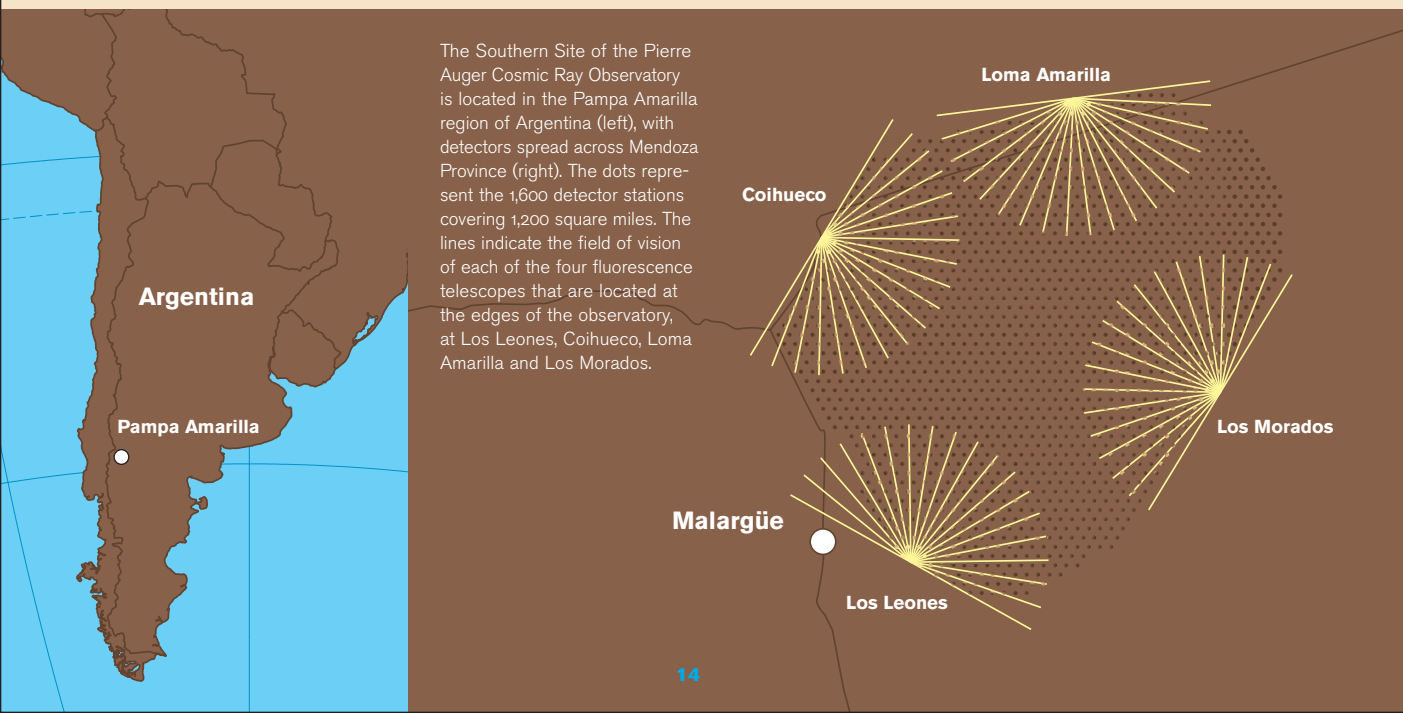 Argentina
Pampa Amarilla
The Southern Site of the Pierre
Auger Cosmic Ray Observatory
is located in the Pampa Amarilla
region of Argentina (left), with
detectors spread across Mendoza
Province (right). The dots repre-
sent the 1,600 detector stations
covering 1,200 square miles. The
lines indicate the field of vision
of each of the four fluorescence
telescopes that are located at
the edges of the observatory,
at Los Leones, Coihueco, Loma
Amarilla and Los Morados.
Loma Amarilla
Coihueco
Los Morados
Malargüe
Los Leones
14